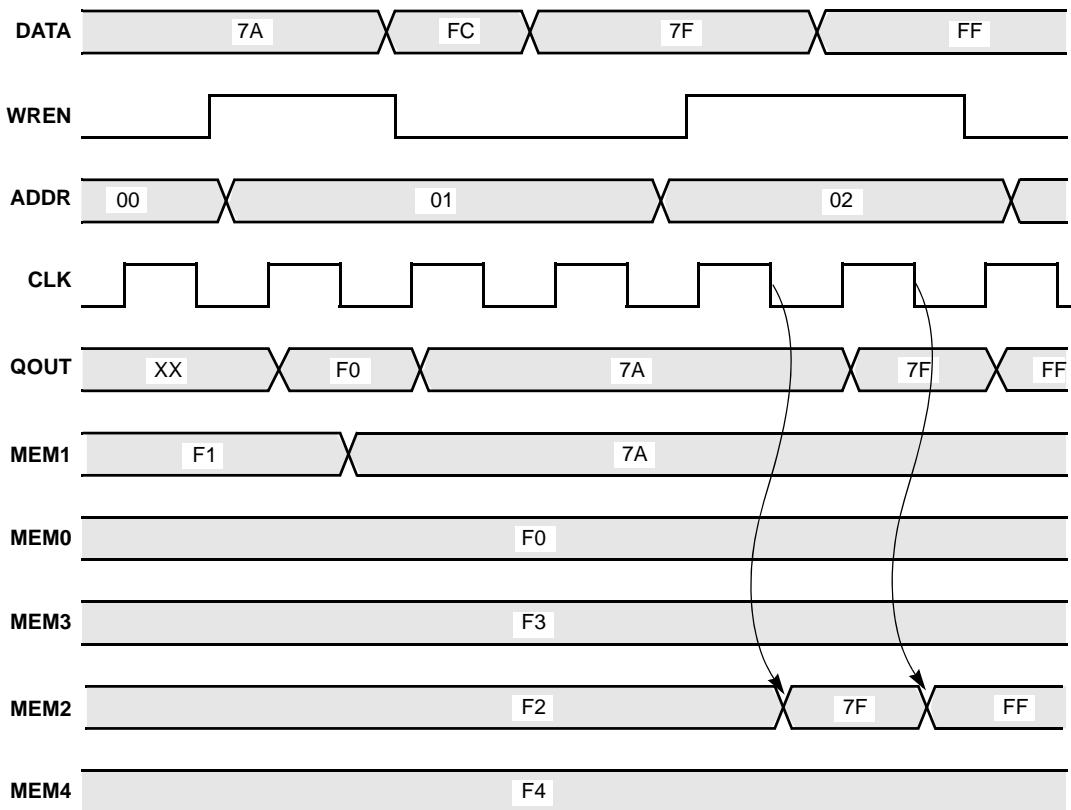 DATA 7A FC 7F FF
WREN
ADDR 00 01 02
CLK
QOUT XX F0 7A 7F FF
MEM1 F1 7A
MEM0 F0
MEM3 F3
MEM2 F2 7F FF
MEM4 F4